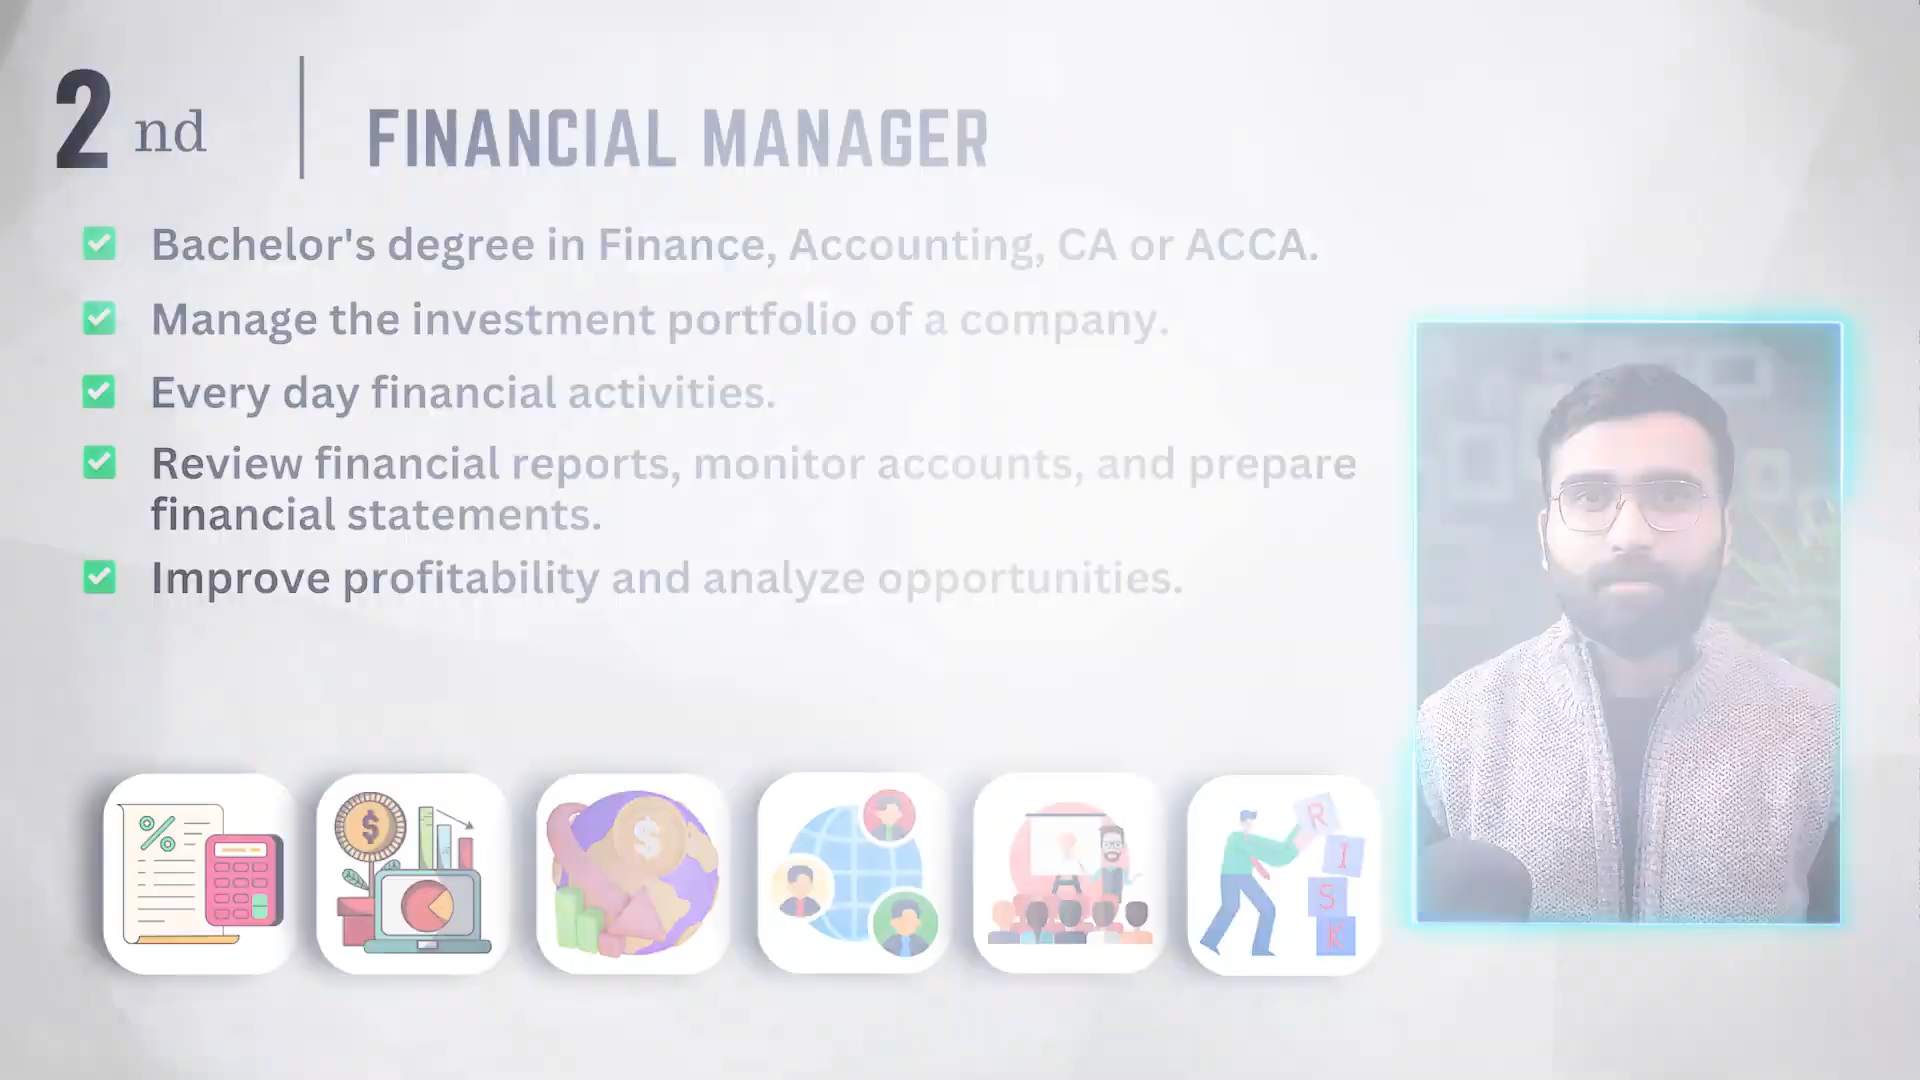 2 nd
FINANCIAL MANAGER
Bachelor's degree in Finance, Accounting, CA or ACCA.
Manage the investment portfolio of a company.
Every day financial activities.
Review financial reports, monitor accounts, and prepare
financial statements.
Improve profitability and analyze opportunities.
%
$
$
R
I
S
K